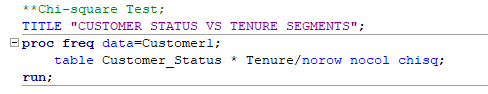 **Chi-square Test;
TITLE "CUSTOMER STATUS VS TENURE SEGMENTS";
proc freq data=Customer1;
table Customer_Status * Tenure/norow nocol chisq;
run;